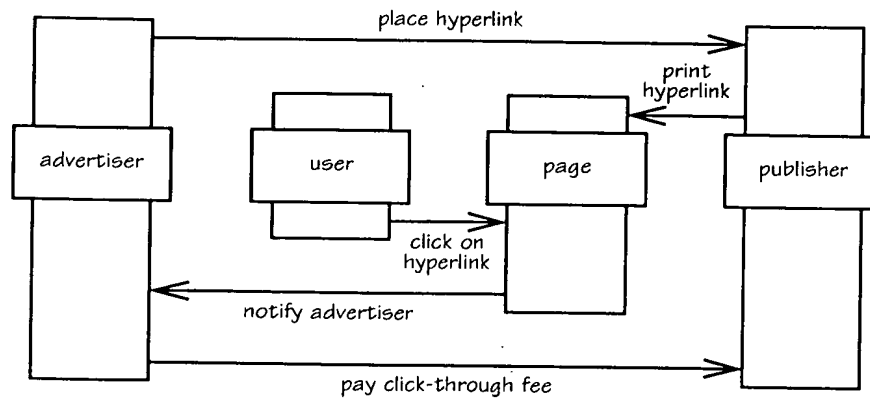 place hyperlink
print
hyperlink
advertiser
user
page
publisher
click on
hyperlink
notify advertiser
pay click-through fee